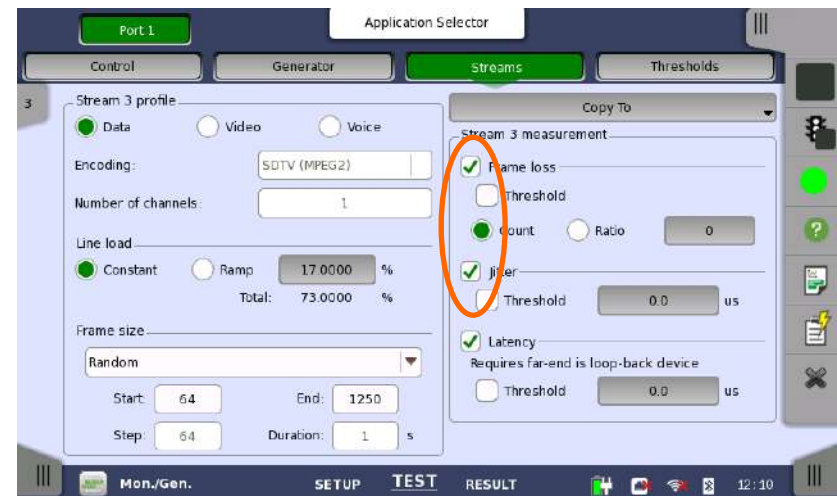 Port 1
Application Selector
Control Generator Streams Thresholds
3
Stream 3 profile
Data Video Voice
Encoding: SDTV (MPEG2)
Number of channels: 1
Line load
Constant Ramp 17.0000 %
Total: 73.0000 %
Frame size
Random
Start: 64 End: 1250
Step: 64 Duration: 1 s
Copy To
Stream 3 measurement
Frame loss
Threshold
Count Ratio 0
Jitter
Threshold 0.0 us
Latency
Requires far-end is loop-back device
Threshold 0.0 us
Mon./Gen. SETUP TEST RESULT 12:10